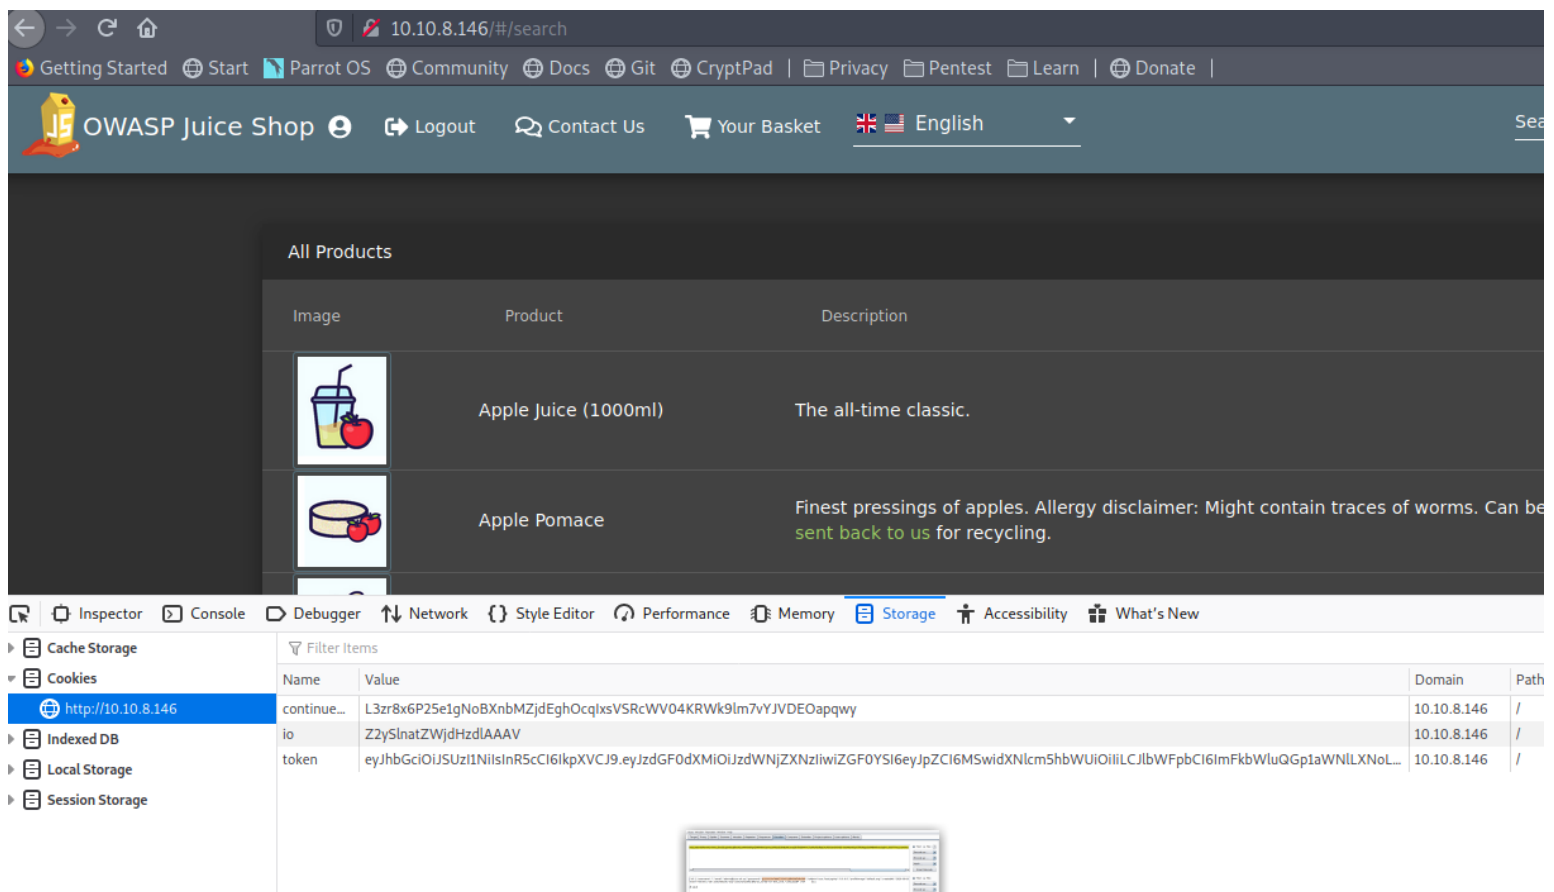 10.10.8.146/#/search
Getting Started Start Parrot OS Community Docs Git CryptPad | Privacy Pentest Learn | Donate |
JS OWASP Juice Shop Logout Contact Us Your Basket English Sea
All Products
Image Product Description
Apple Juice (1000ml) The all-time classic.
Apple Pomace Finest pressings of apples. Allergy disclaimer: Might contain traces of worms. Can be
sent back to us for recycling.
Inspector Console Debugger Network Style Editor Performance Memory Storage Accessibility What's New
Cache Storage Filter Items
Cookies Name Value Domain Path
http://10.10.8.146 continue... L3zr8x6P25e1gNoBXnbMZjdEghOcqIxsVSRcWV04KRWk9lm7vYJVDEOapqwy 10.10.8.146 /
io Z2ySlnatZWjdHzdlAAAV 10.10.8.146 /
Indexed DB
token eyJhbGciOiJSUzI1NiIsInR5cCI6IkpXVCJ9.eyJzdGF0dXMiOiJzdWNjZXNzIiwiZGF0YSI6eyJpZCI6MSwidXNlcm5hbWUiOiIiLCJlbWFpbCI6ImFkbWluQGp1aWNlLXNoL... 10.10.8.146 /
Local Storage
Session Storage